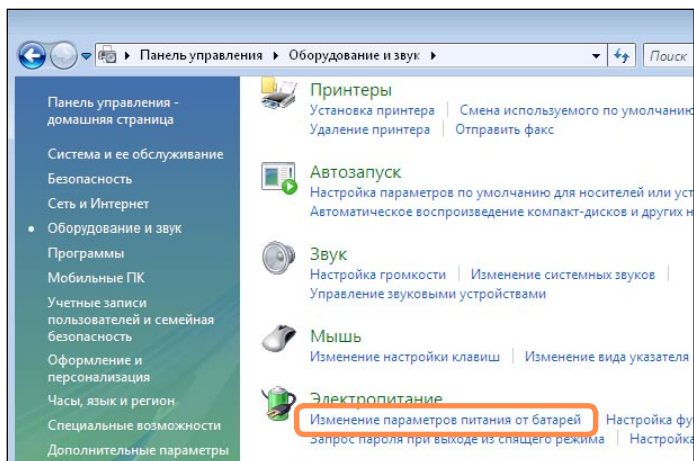 Панель управления ▸ Оборудование и звук ▸
Поиск
Панель управления -
домашняя страница
Система и ее обслуживание
Безопасность
Сеть и Интернет
Оборудование и звук
Программы
Мобильные ПК
Учетные записи
пользователей и семейная
безопасность
Оформление и
персонализация
Часы, язык и регион
Специальные возможности
Дополнительные параметры
Принтеры
Установка принтера | Смена используемого по умолчанию
Удаление принтера | Отправить факс
Автозапуск
Настройка параметров по умолчанию для носителей или уст
Автоматическое воспроизведение компакт-дисков и других н
Звук
Настройка громкости | Изменение системных звуков |
Управление звуковыми устройствами
Мышь
Изменение настройки клавиш | Изменение вида указателя
Электропитание
Изменение параметров питания от батарей | Настройка фу
Запрос пароля при выходе из спящего режима | Настройка